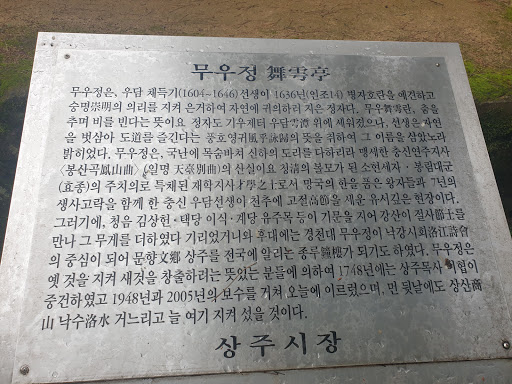 무우정 舞雩亭
무우정은, 우담 채득기(1604~1646)선생이 1636년(인조14) 병자호란을 예견하고
숭명崇明의 의리를 지켜 은거하여 자연에 귀의하려 지은 정자다. 무우舞雩란, 춤을
추며 비를 빈다는 뜻이요 정자도 기우제터 우담雩潭 위에 세웠으나, 선생은 자연
을 벗삼아 도道를 즐긴다는 풍호영귀風乎詠歸의 뜻을 취하여 그 이름을 삼았노라
밝히었다. 무우정은, 국난에 목숨바쳐 신하의 도리를 다하리라 맹세한 충신연주지사
〈봉산곡鳳山曲〉(일명 天臺別曲)의 산실이요 청淸의 볼모가 된 소현세자·봉림대군
(효종)의 주치의로 특채된 재학지사才學之士로서 망국의 한을 품은 왕자들과 7년의
생사고락을 함께 한 충신 우담선생이 천추에 고절高節을 세운 유서깊은 현장이다.
그러기에, 청음 김상헌·택당 이식·계당 유주목 등이 기문을 지어 강산이 절사節士를
만나 그 무게를 더하였다 기리었거니와 후대에는 경천대 무우정이 낙강시회洛江詩會
의 중심이 되어 문향文鄕 상주를 전국에 알리는 종루鐘樓가 되기도 하였다. 무우정은
옛 것을 지켜 새것을 창출하려는 뜻있는 분들에 의하여 1748년에는 상주목사 이협이
중건하였고 1948년과 2005년의 보수를 거쳐 오늘에 이르렀으며, 먼 훗날에도 상산商
山 낙수洛水 거느리고 늘 여기 지켜 섰을 것이다.
상주시장